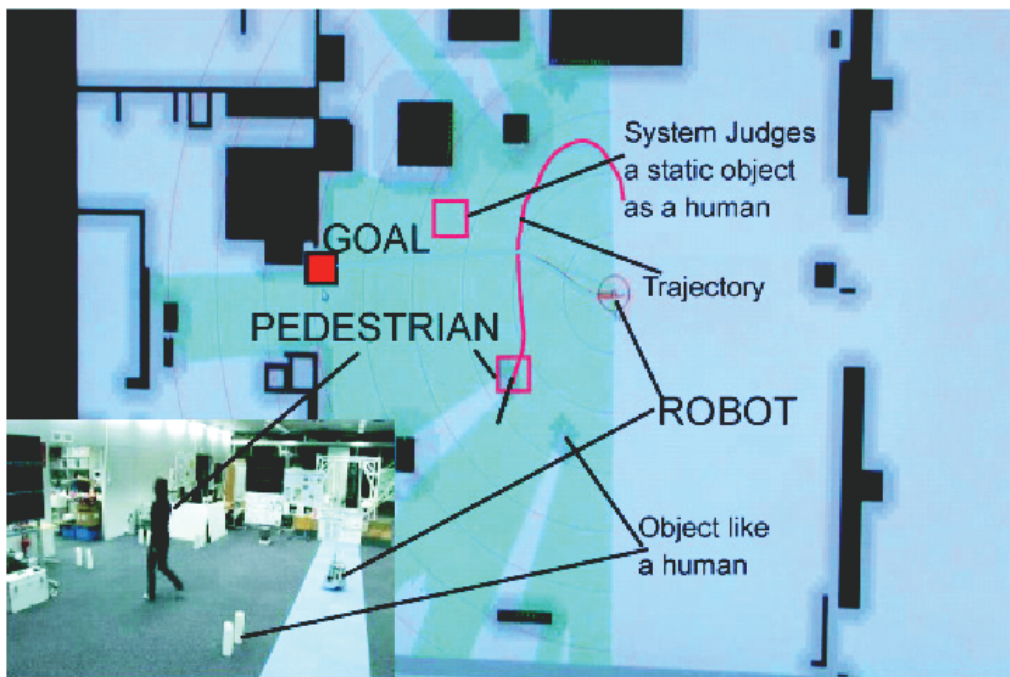 System Judges
a static object
as a human
GOAL
Trajectory
PEDESTRIAN
ROBOT
Object like
a human